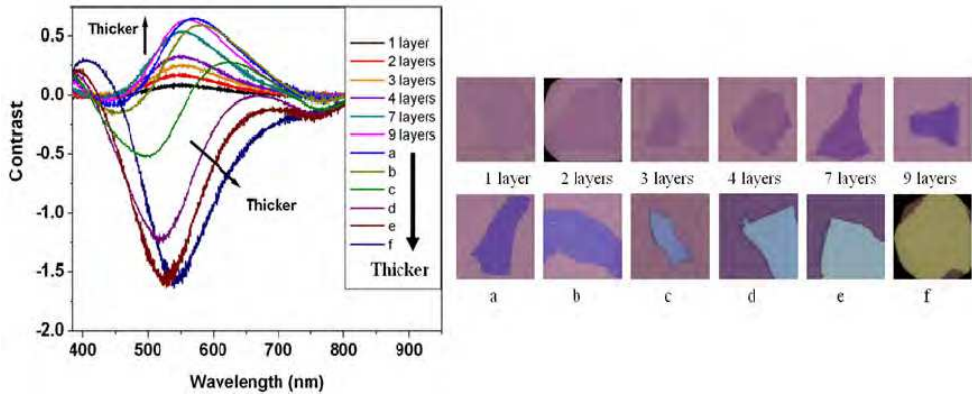 Thicker
1 layer
2 layers
3 layers
4 layers
7 layers
9 layers
a
b
c
d
e
f
Thicker
Thicker
0.5
0.0
-0.5
-1.0
-1.5
-2.0
Contrast
400 500 600 700 800 900
Wavelength (nm)
1 layer 2 layers 3 layers 4 layers 7 layers 9 layers
a b c d e f